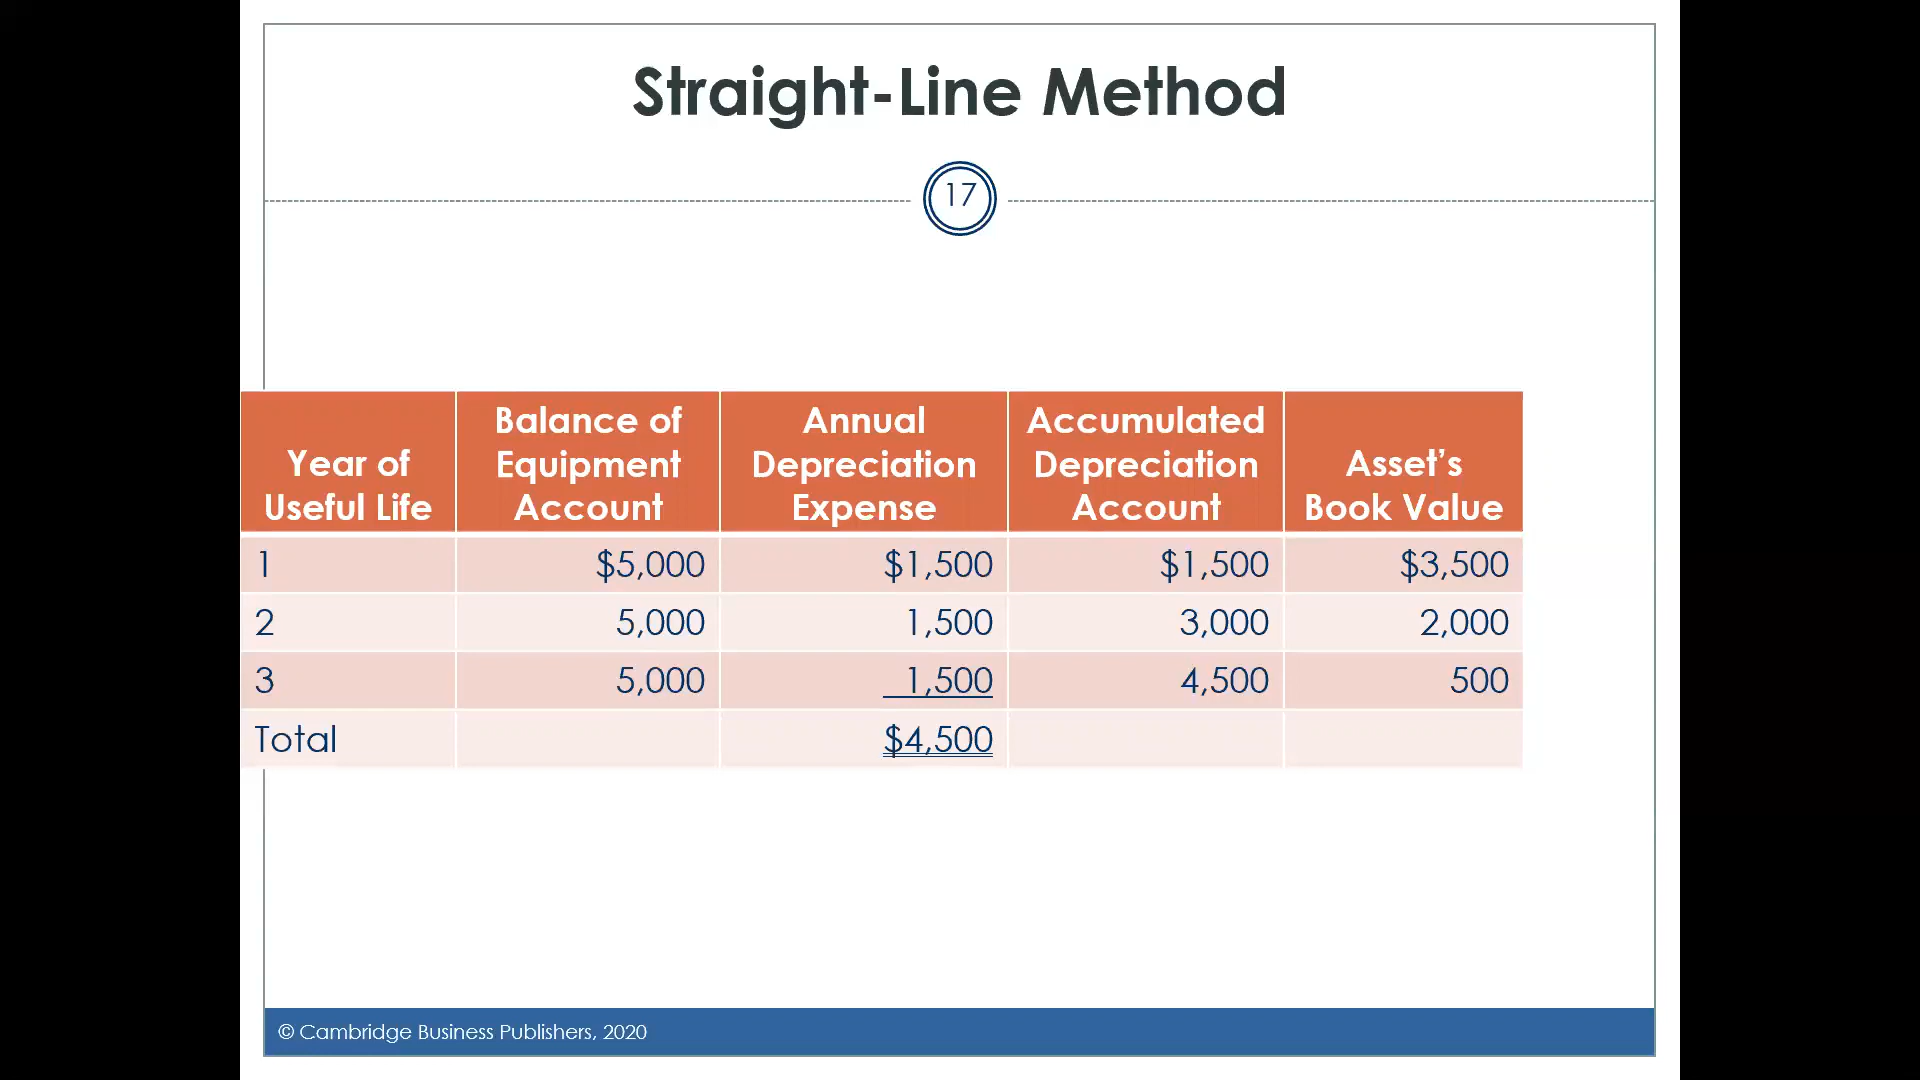 Straight-Line Method
17
Year of
Useful Life
Balance of
Equipment
Account
Annual
Depreciation
Expense
Accumulated
Depreciation
Account
Asset’s
Book Value
1 $5,000 $1,500 $1,500 $3,500
2 5,000 1,500 3,000 2,000
3 5,000 1,500 4,500 500
Total $4,500
© Cambridge Business Publishers, 2020